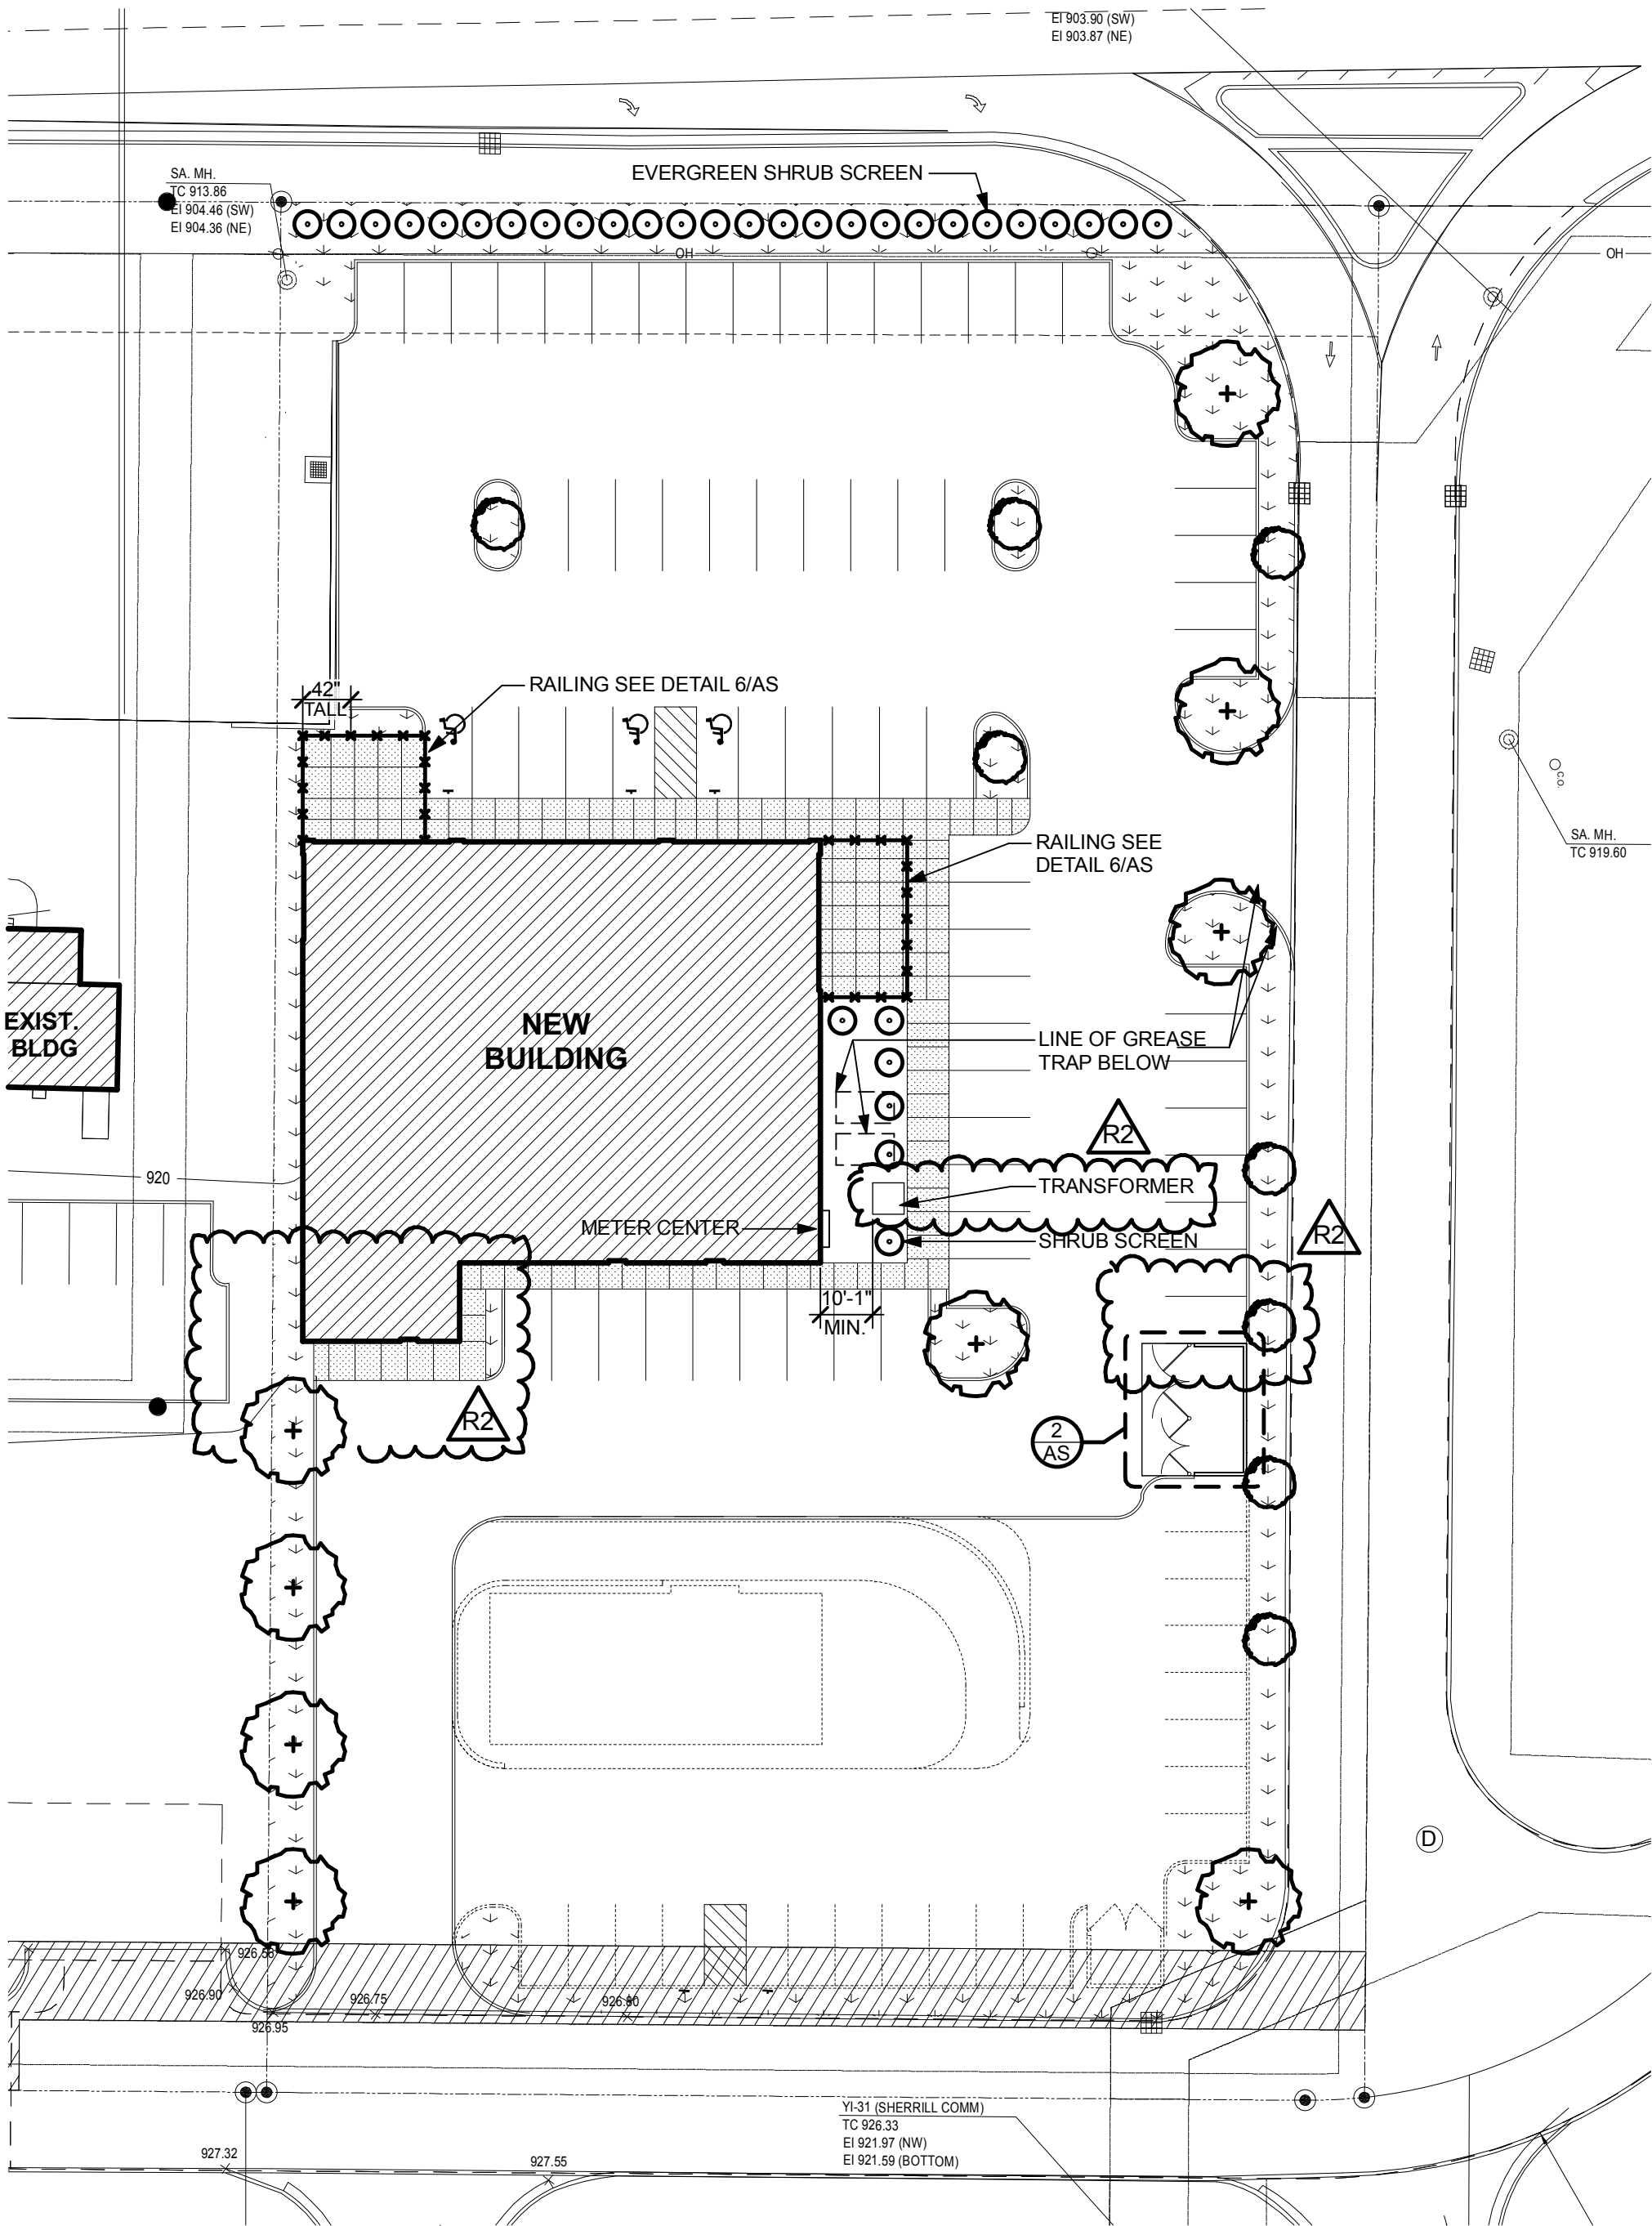 EI 903.90 (SW)
EI 903.87 (NE)
SA. MH.
TC 913.86
EI 904.46 (SW)
EI 904.36 (NE)
EVERGREEN SHRUB SCREEN
OH
OH
42"
TALL
RAILING SEE DETAIL 6/AS
C.O.
SA. MH.
TC 919.60
RAILING SEE
DETAIL 6/AS
EXIST.
BLDG
NEW
BUILDING
LINE OF GREASE
TRAP BELOW
R2
920
TRANSFORMER
METER CENTER
SHRUB SCREEN
R2
10'-1"
MIN.
R2
2
AS
D
926.58
926.90
926.75
926.80
926.95
YI-31 (SHERRILL COMM)
TC 926.33
EI 921.97 (NW)
EI 921.59 (BOTTOM)
927.32
927.55